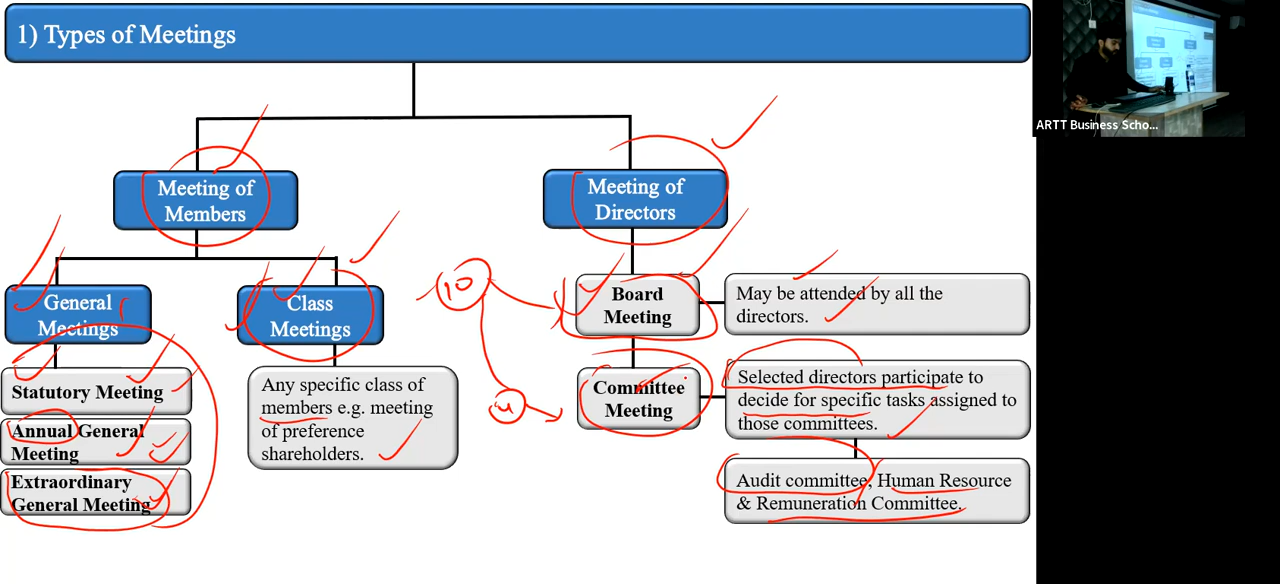 1) Types of Meetings
ARTT Business Scho...
Meeting of
Members
Meeting of
Directors
General
Meetings
Class
Meetings
10
Board
Meeting
May be attended by all the
directors.
Statutory Meeting
Annual General
Meeting
Extraordinary
General Meeting
Any specific class of
members e.g. meeting
of preference
shareholders.
Committee
Meeting
Selected directors participate to
decide for specific tasks assigned to
those committees.
Audit committee, Human Resource
& Remuneration Committee.